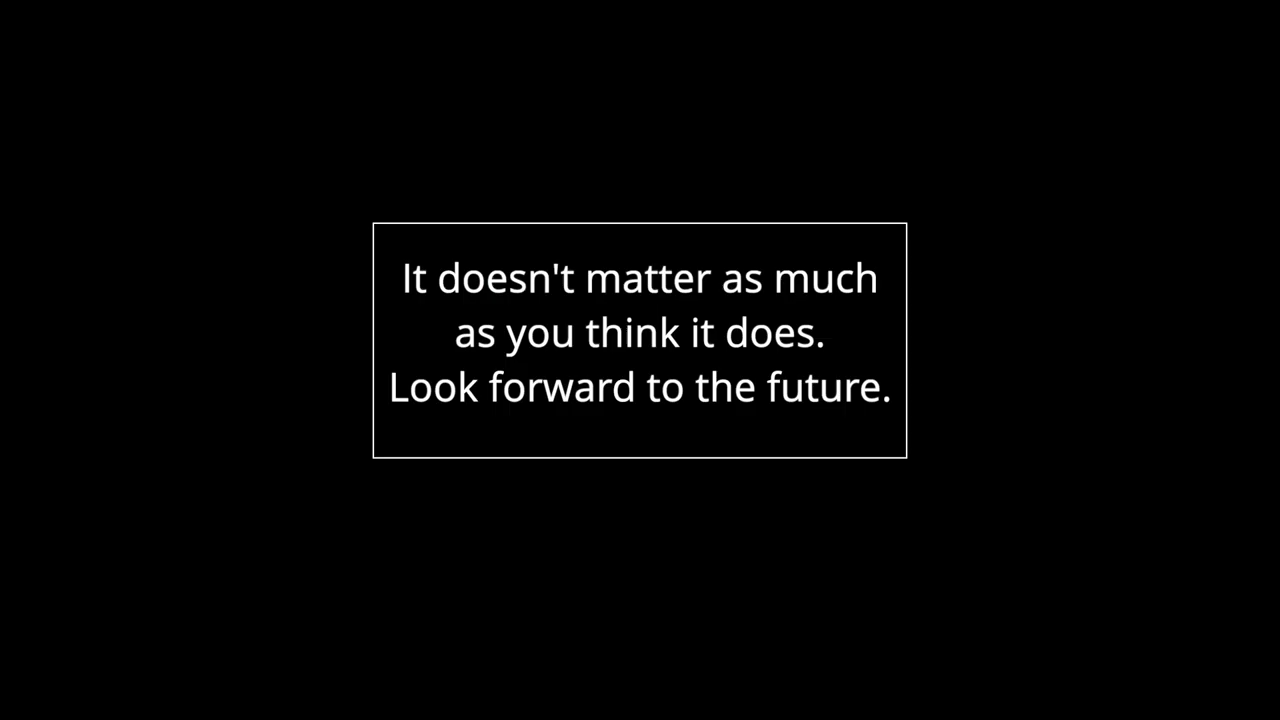 It doesn't matter as much
as you think it does.
Look forward to the future.